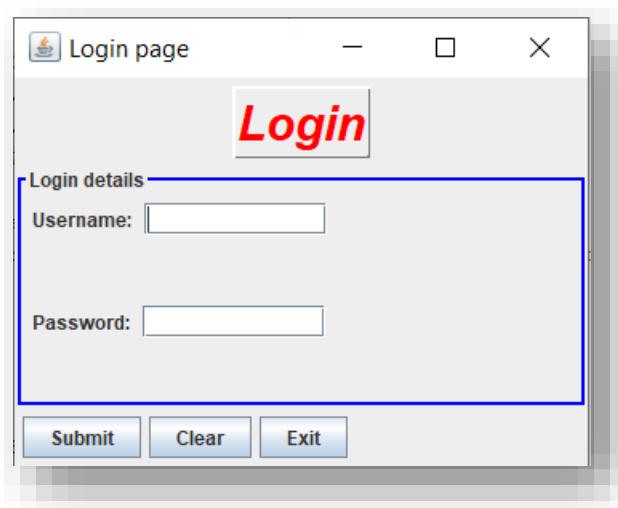 Login page
Login
Login details
Username:
Password:
Submit Clear Exit